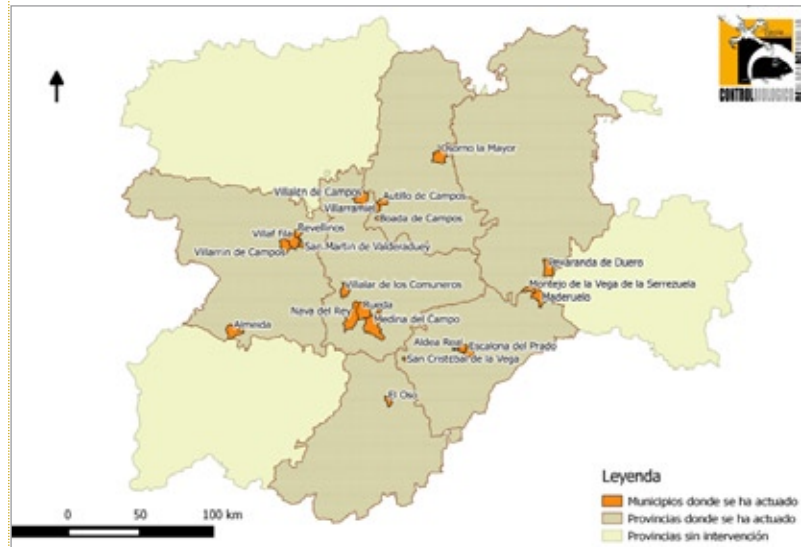 CONTROL BIOLOGICO
Osorno la Mayor
Villalón de Campos
Autillo de Campos
Villarramiel
Boada de Campos
Revellinos
Villafáfila
San Martín de Valderaduey
Villarrín de Campos
Peñaranda de Duero
Villalar de los Comuneros
Montejo de la Vega de la Serrezuela
Maderuelo
Rueda
Nava del Rey
Medina del Campo
Almeida
Aldea Real
Escalona del Prado
San Cristóbal de la Vega
El Oso
Leyenda
Municipios donde se ha actuado
Provincias donde se ha actuado
Provincias sin intervención
0 50 100 km